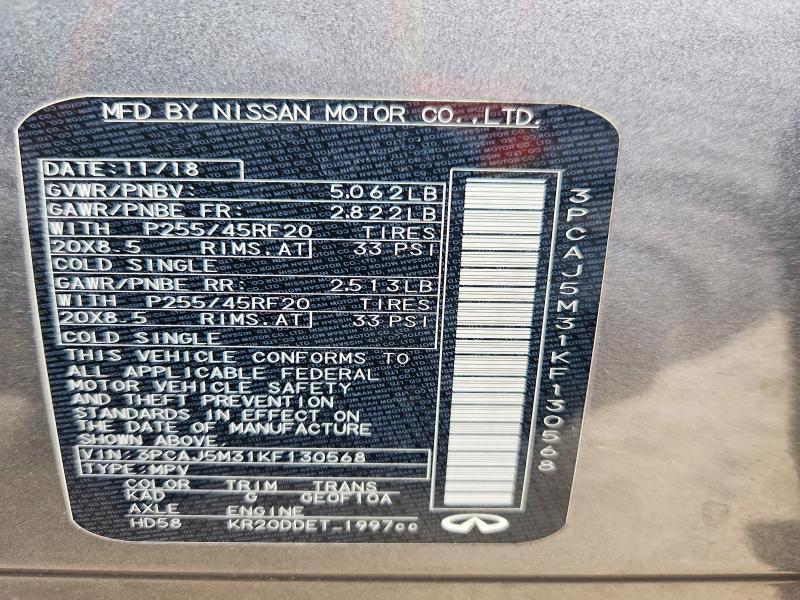 MFD BY NISSAN MOTOR CO.,LTD.
DATE:11/18
GVWR/PNBV: 5.062LB
GAWR/PNBE FR: 2.822LB
WITH P255/45RF20 TIRES
20X8.5 RIMS.AT 33 PSI
COLD SINGLE
GAWR/PNBE RR: 2.513LB
WITH P255/45RF20 TIRES
20X8.5 RIMS.AT 33 PSI
COLD SINGLE
THIS VEHICLE CONFORMS TO
ALL APPLICABLE FEDERAL
MOTOR VEHICLE SAFETY
AND THEFT PREVENTION
STANDARDS IN EFFECT ON
THE DATE OF MANUFACTURE
SHOWN ABOVE.
VIN:3PCAJ5M31KF130568
TYPE:MPV
COLOR TRIM TRANS
KAD G GE0F10A
AXLE ENGINE
HD58 KR20DDET-1997cc
3PCAJ5M31KF130568